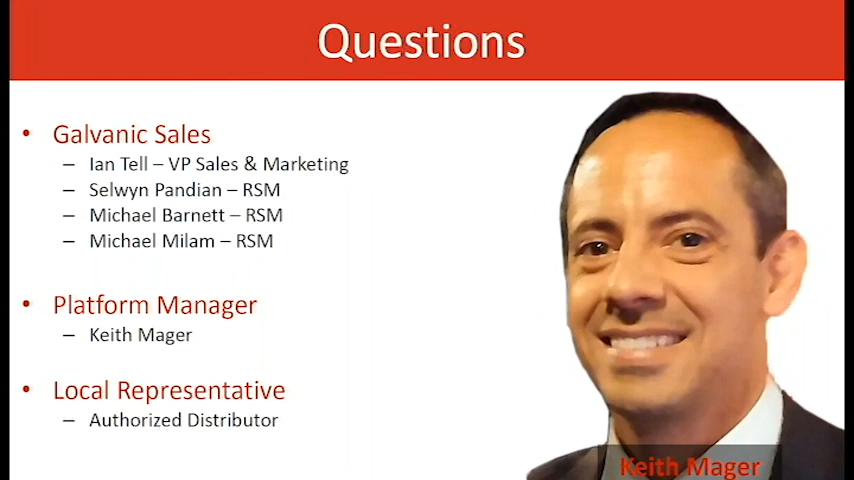 Questions
• Galvanic Sales
– Ian Tell – VP Sales & Marketing
– Selwyn Pandian – RSM
– Michael Barnett – RSM
– Michael Milam – RSM
• Platform Manager
– Keith Mager
• Local Representative
– Authorized Distributor
Keith Mager